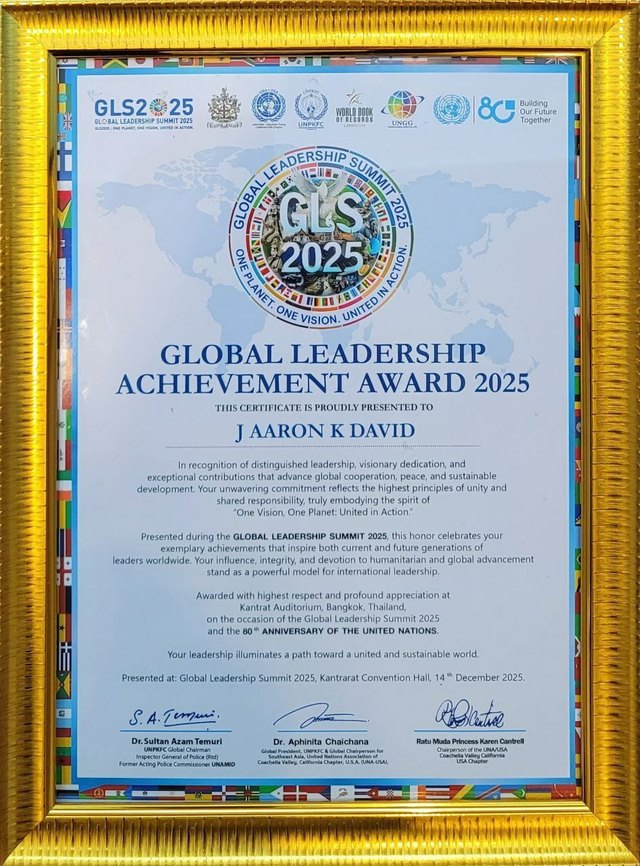 GLS2025
GLOBAL LEADERSHIP SUMMIT 2025
GLS2025 : ONE PLANET, ONE VISION, UNITED IN ACTION.
UNPKFC
WORLD BOOK
OF RECORDS
UNGG
80
Building
Our Future
Together
GLOBAL LEADERSHIP SUMMIT 2025
GLS
2025
ONE PLANET. ONE VISION. UNITED IN ACTION.
GLOBAL LEADERSHIP
ACHIEVEMENT AWARD 2025
THIS CERTIFICATE IS PROUDLY PRESENTED TO
J AARON K DAVID
In recognition of distinguished leadership, visionary dedication, and
exceptional contributions that advance global cooperation, peace, and sustainable
development. Your unwavering commitment reflects the highest principles of unity and
shared responsibility, truly embodying the spirit of
"One Vision, One Planet: United in Action."
Presented during the GLOBAL LEADERSHIP SUMMIT 2025, this honor celebrates your
exemplary achievements that inspire both current and future generations of
leaders worldwide. Your influence, integrity, and devotion to humanitarian and global advancement
stand as a powerful model for international leadership.
Awarded with highest respect and profound appreciation at
Kantrat Auditorium, Bangkok, Thailand,
on the occasion of the Global Leadership Summit 2025
and the 80th ANNIVERSARY OF THE UNITED NATIONS.
Your leadership illuminates a path toward a united and sustainable world.
Presented at: Global Leadership Summit 2025, Kantrarat Convention Hall, 14th December 2025.
S. A. Temuri.
Dr. Sultan Azam Temuri
UNPKFC Global Chairman
Inspector General of Police (Rtd)
Former Acting Police Commissioner UNAMID
Dr. Aphinita Chaichana
Global President, UNPKFC & Global Chairperson for
Southeast Asia, United Nations Association of
Coachella Valley, California Chapter, U.S.A. (UNA-USA).
Ratu Muda Princess Karen Cantrell
Chairperson of the UNA/USA
Coachella Valley California
USA Chapter